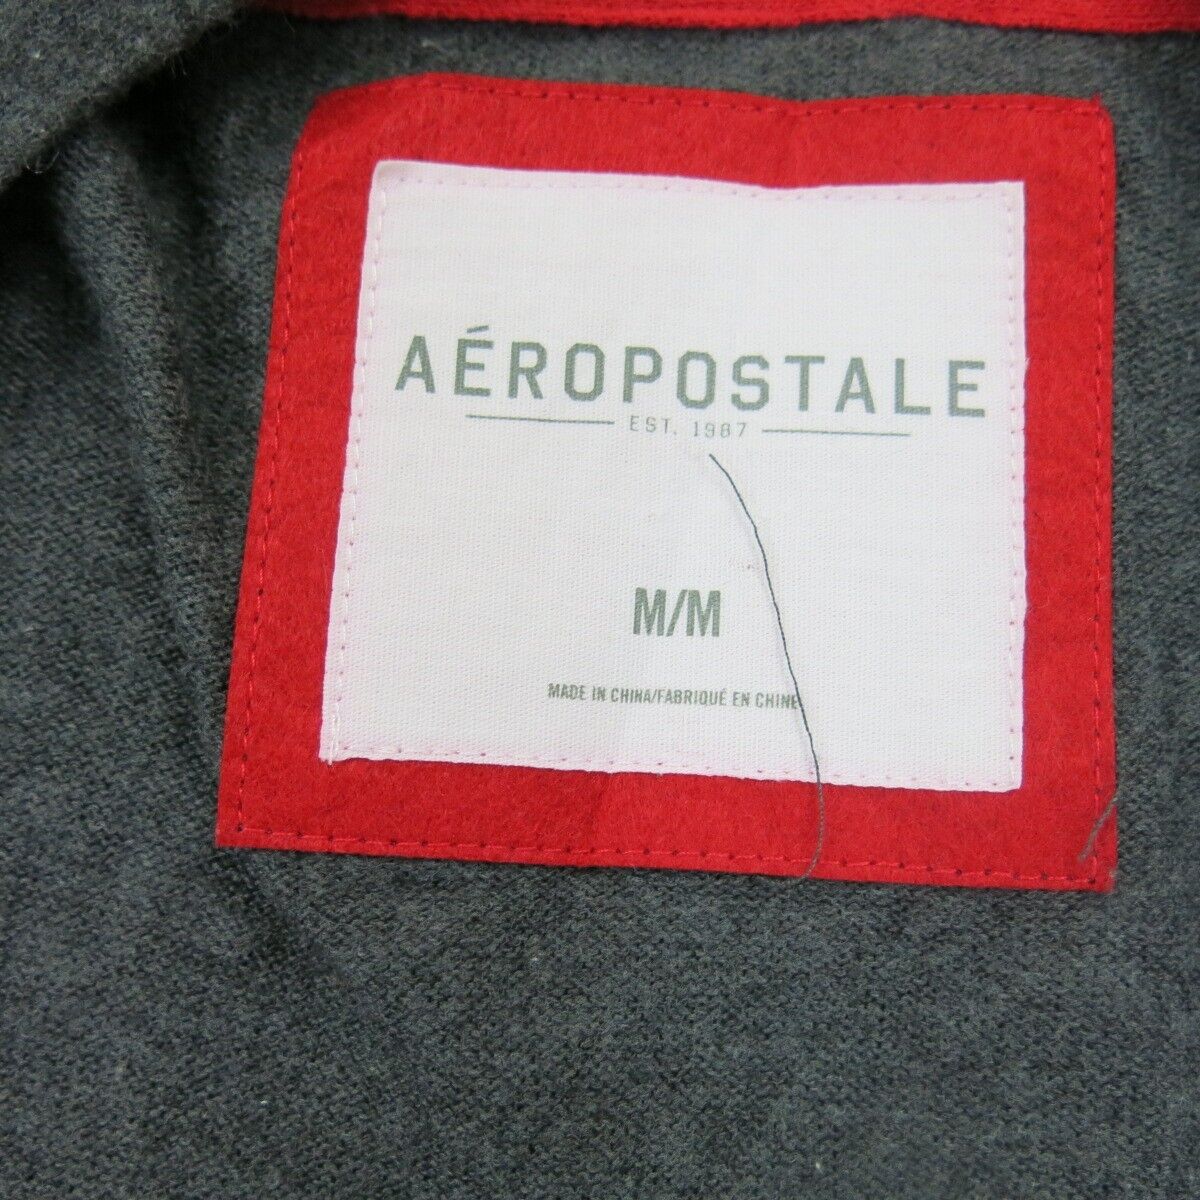 AÉROPOSTALE
EST. 1987
M/M
MADE IN CHINA/FABRIQUÉ EN CHINE